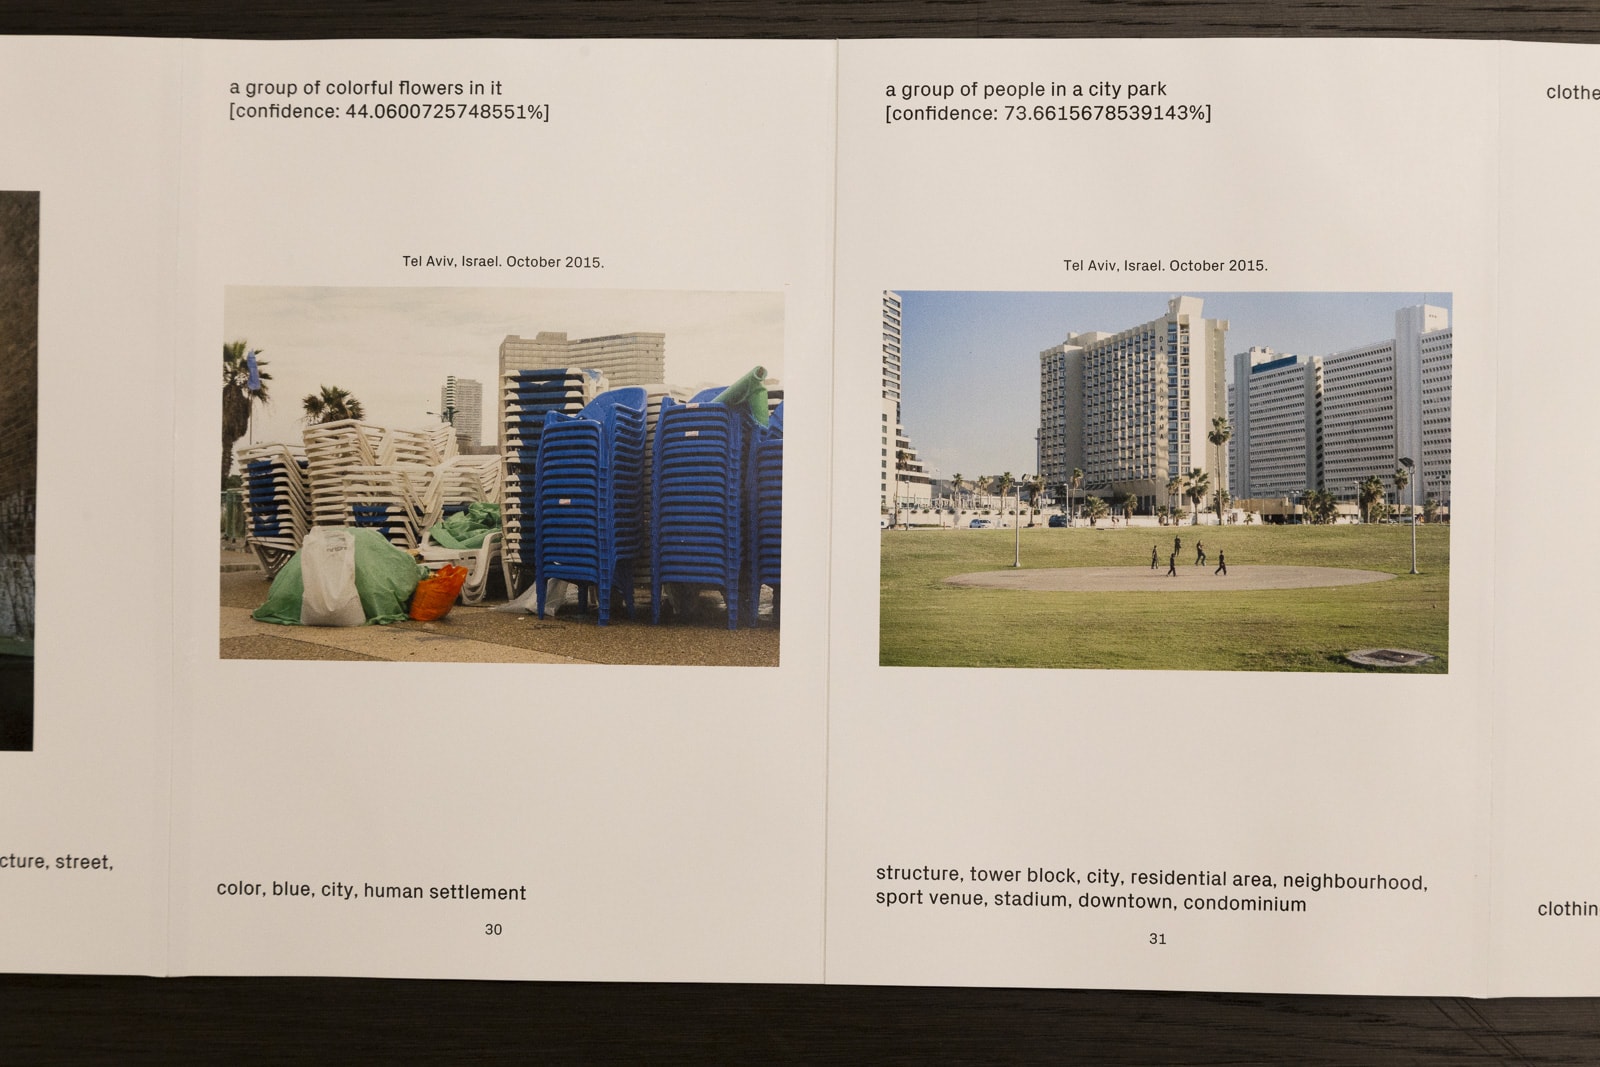 a group of colorful flowers in it
[confidence: 44.0600725748551%]
Tel Aviv, Israel. October 2015.
color, blue, city, human settlement
30
a group of people in a city park
[confidence: 73.6615678539143%]
Tel Aviv, Israel. October 2015.
DAN PANORAMA
structure, tower block, city, residential area, neighbourhood,
sport venue, stadium, downtown, condominium
31
cture, street,
clothe
clothin